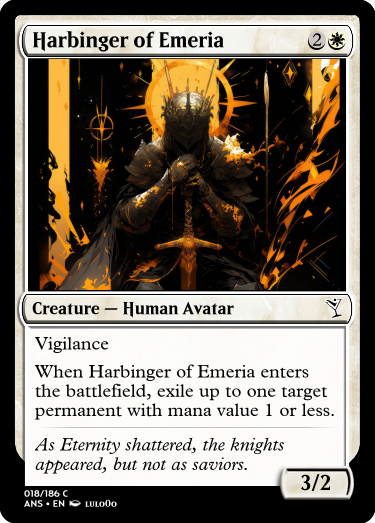 Harbinger of Emeria 2
Creature — Human Avatar
Vigilance
When Harbinger of Emeria enters
the battlefield, exile up to one target
permanent with mana value 1 or less.
As Eternity shattered, the knights
appeared, but not as saviors.
3/2
018/186 C
ANS • EN LULO0o